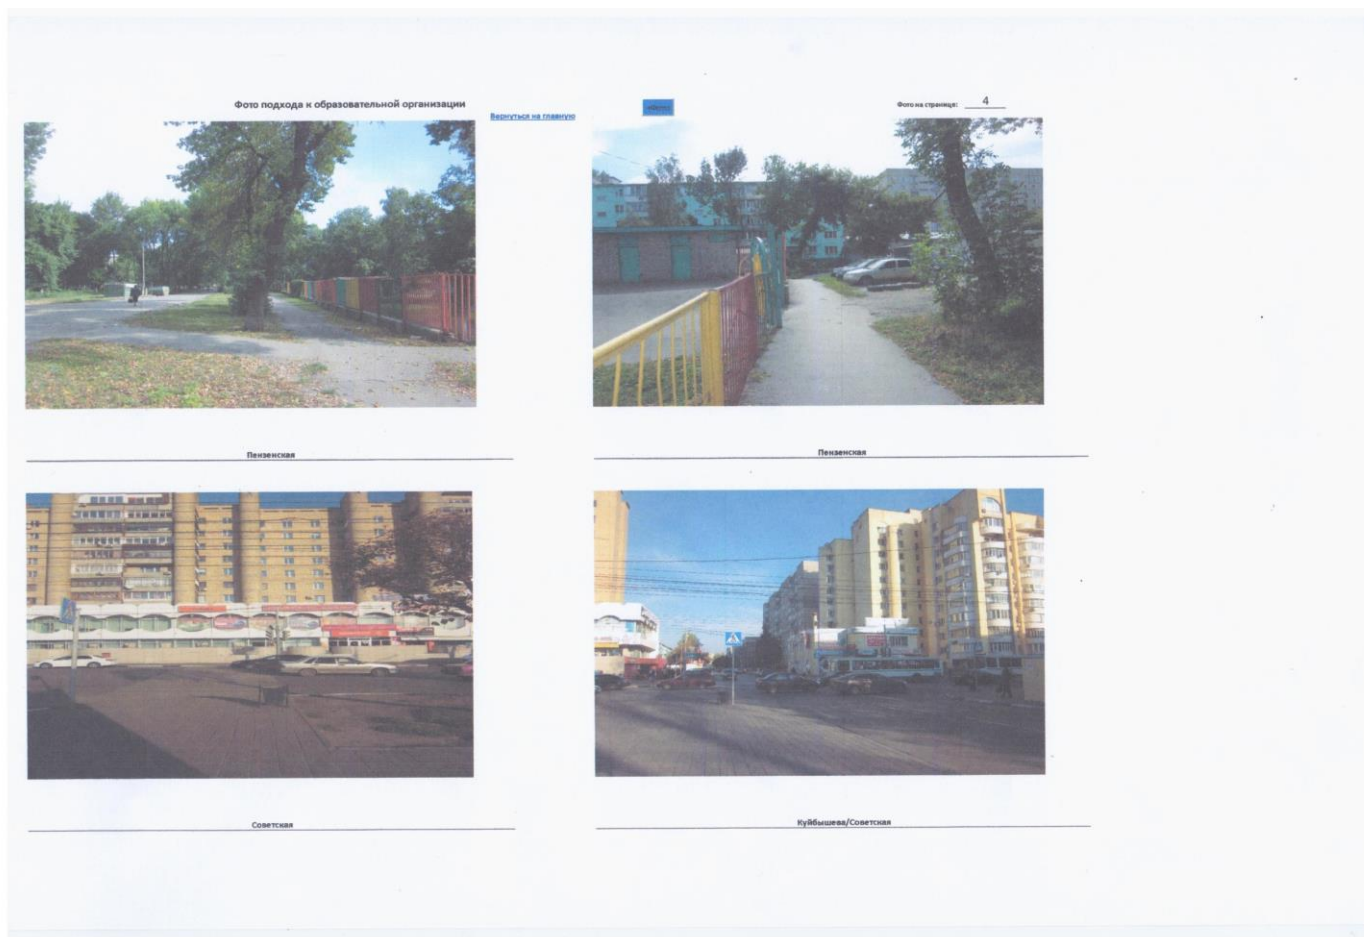 Фото подхода к образовательной организации
Вернуться на главную
Фото на странице: 4
Пензенская
Пензенская
Советская
Куйбышева/Советская